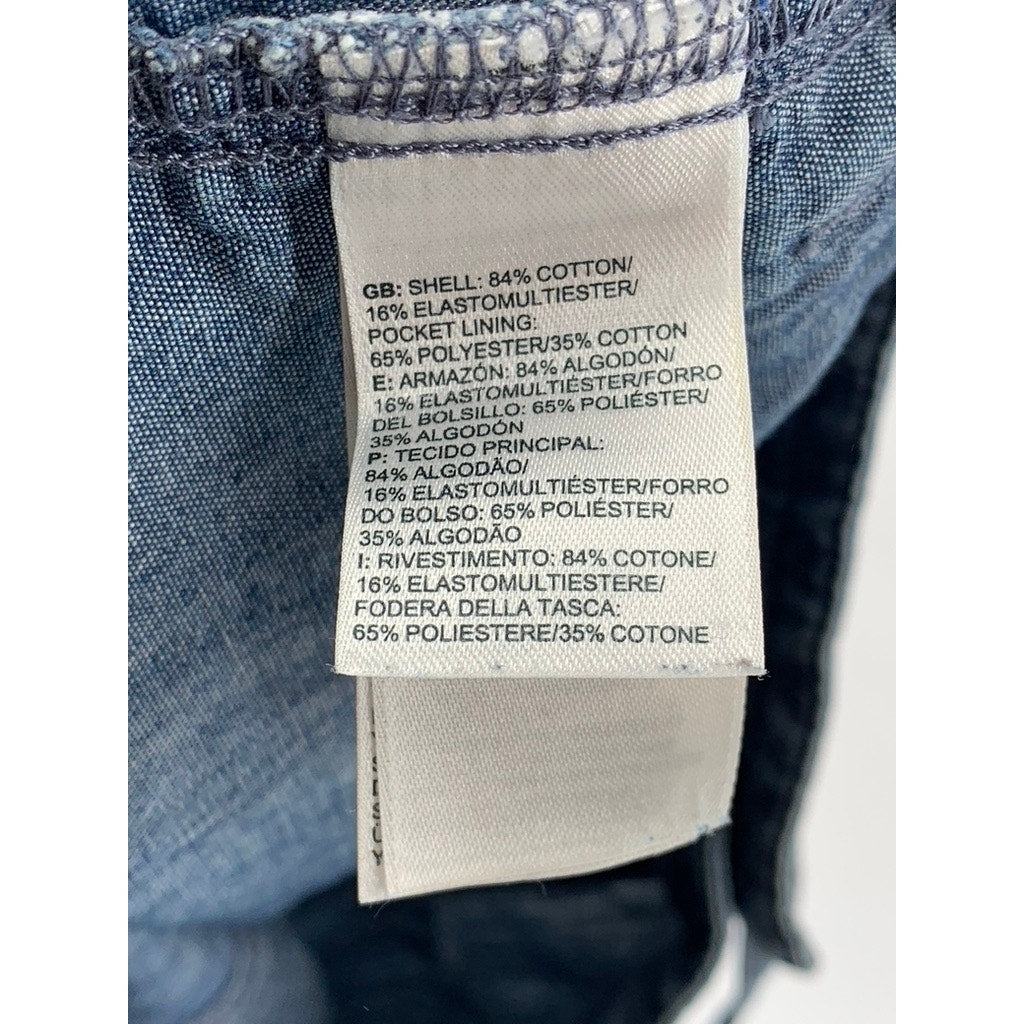 GB: SHELL: 84% COTTON/
16% ELASTOMULTIESTER/
POCKET LINING:
65% POLYESTER/35% COTTON
E: ARMAZÓN: 84% ALGODÓN/
16% ELASTOMULTIÉSTER/FORRO
DEL BOLSILLO: 65% POLIÉSTER/
35% ALGODÓN
P: TECIDO PRINCIPAL:
84% ALGODÃO/
16% ELASTOMULTIÉSTER/FORRO
DO BOLSO: 65% POLIÉSTER/
35% ALGODÃO
I: RIVESTIMENTO: 84% COTONE/
16% ELASTOMULTIESTERE/
FODERA DELLA TASCA:
65% POLIESTERE/35% COTONE